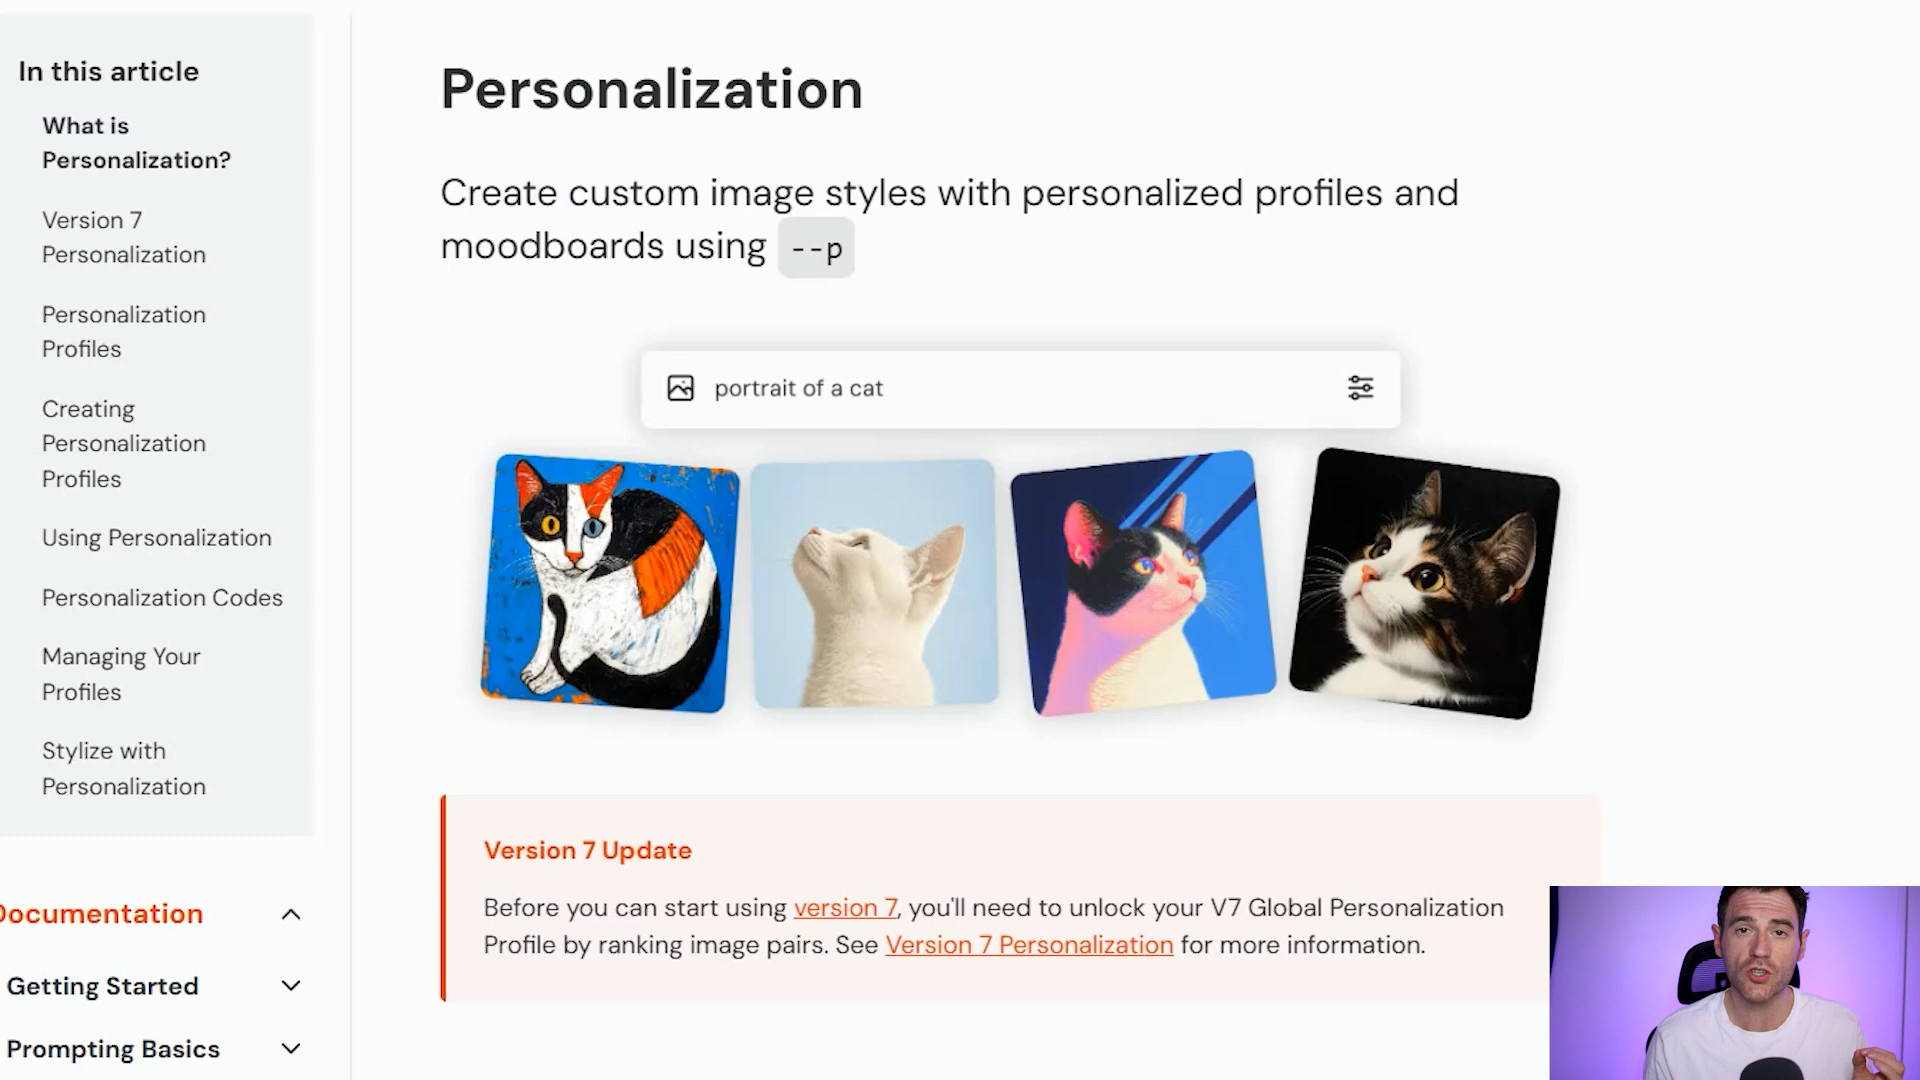 In this article
What is
Personalization?
Version 7
Personalization
Personalization
Profiles
Creating
Personalization
Profiles
Using Personalization
Personalization Codes
Managing Your
Profiles
Stylize with
Personalization
Documentation
Getting Started
Prompting Basics
Personalization
Create custom image styles with personalized profiles and
moodboards using --p
portrait of a cat
Version 7 Update
Before you can start using version 7, you'll need to unlock your V7 Global Personalization
Profile by ranking image pairs. See Version 7 Personalization for more information.